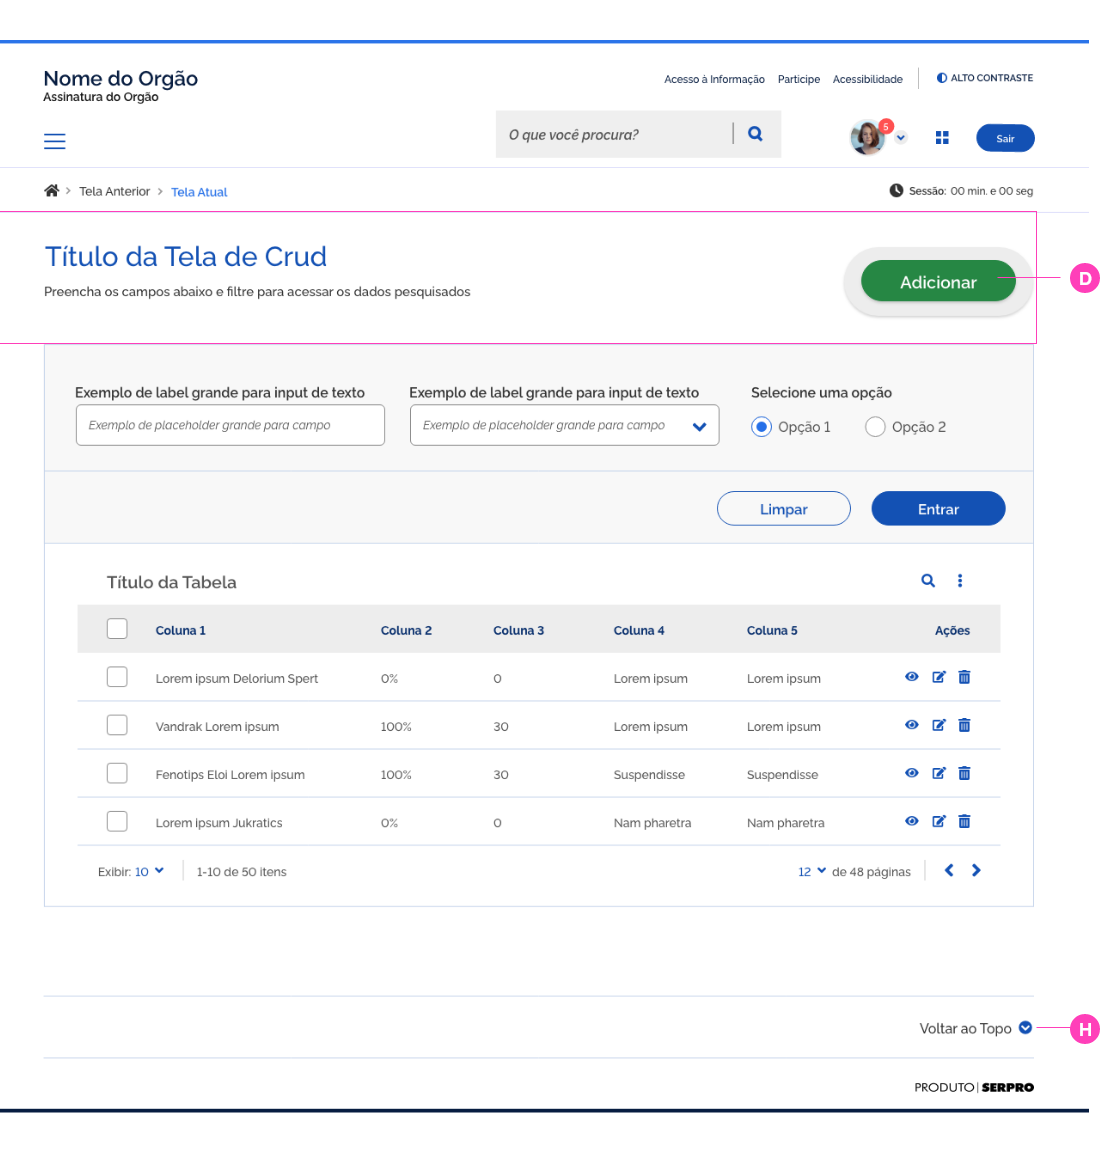 Nome do Orgão
Assinatura do Orgão
Acesso à Informação Participe Acessibilidade ALTO CONTRASTE
O que você procura?
5
Sair
Tela Anterior Tela Atual
Sessão: 00 min. e 00 seg
Título da Tela de Crud
Preencha os campos abaixo e filtre para acessar os dados pesquisados
Adicionar
D
Exemplo de label grande para input de texto Exemplo de label grande para input de texto Selecione uma opção
Exemplo de placeholder grande para campo Exemplo de placeholder grande para campo Opção 1 Opção 2
Limpar Entrar
Título da Tabela
Coluna 1 Coluna 2 Coluna 3 Coluna 4 Coluna 5 Ações
Lorem ipsum Delorium Spert 0% 0 Lorem ipsum Lorem ipsum
Vandrak Lorem ipsum 100% 30 Lorem ipsum Lorem ipsum
Fenotips Eloi Lorem ipsum 100% 30 Suspendisse Suspendisse
Lorem ipsum Jukratics 0% 0 Nam pharetra Nam pharetra
Exibir: 10 1-10 de 50 itens 12 de 48 páginas
Voltar ao Topo
H
PRODUTO | SERPRO